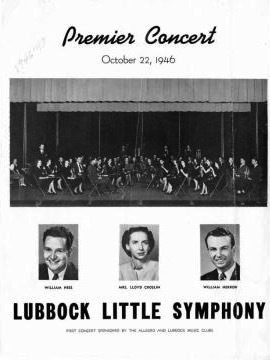 Premier Concert
October 22, 1946
WILLIAM HESS
MRS. LLOYD CROSLIN
WILLIAM HERROD
LUBBOCK LITTLE SYMPHONY
FIRST CONCERT SPONSORED BY THE ALLEGRO AND LUBBOCK MUSIC CLUBS